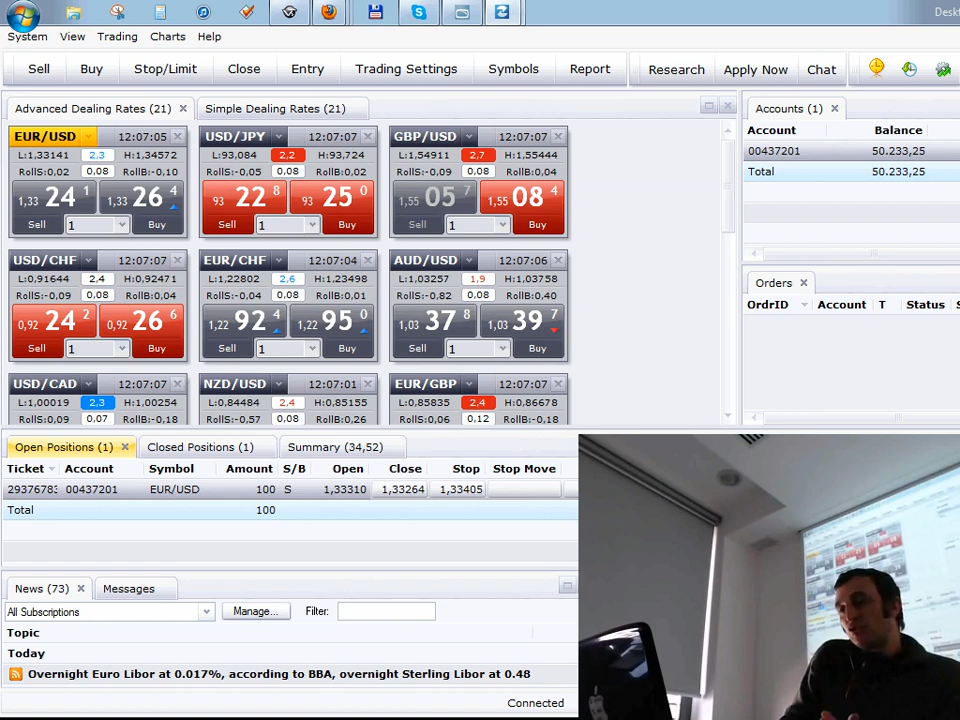 Deskt
System View Trading Charts Help
Sell Buy Stop/Limit Close Entry Trading Settings Symbols Report Research Apply Now Chat
Advanced Dealing Rates (21) Simple Dealing Rates (21)
Accounts (1)
Account Balance
00437201 50.233,25
Total 50.233,25
EUR/USD 12:07:05
L:1,33141 2,3 H:1,34572
RollS:0,02 0,08 RollB:-0,10
1,33 24 1 1,33 26 4
Sell 1 Buy
USD/JPY 12:07:07
L:93,084 2,2 H:93,724
RollS:-0,05 0,08 RollB:0,02
93 22 8 93 25 0
Sell 1 Buy
GBP/USD 12:07:07
L:1,54911 2,7 H:1,55444
RollS:-0,09 0,08 RollB:0,04
1,55 05 7 1,55 08 4
Sell 1 Buy
USD/CHF 12:07:07
L:0,91644 2,4 H:0,92471
RollS:-0,09 0,08 RollB:0,04
0,92 24 2 0,92 26 6
Sell 1 Buy
EUR/CHF 12:07:04
L:1,22802 2,6 H:1,23498
RollS:-0,04 0,08 RollB:0,01
1,22 92 4 1,22 95 0
Sell 1 Buy
AUD/USD 12:07:06
L:1,03257 1,9 H:1,03758
RollS:-0,82 0,08 RollB:0,40
1,03 37 8 1,03 39 7
Sell 1 Buy
USD/CAD 12:07:07
L:1,00019 2,3 H:1,00254
RollS:0,09 0,07 RollB:-0,18
NZD/USD 12:07:01
L:0,84484 2,4 H:0,85155
RollS:-0,57 0,08 RollB:0,26
EUR/GBP 12:07:07
L:0,85835 2,4 H:0,86678
RollS:0,06 0,12 RollB:-0,18
Orders
OrdrID Account T Status S
Open Positions (1) Closed Positions (1) Summary (34,52)
Ticket Account Symbol Amount S/B Open Close Stop Stop Move
2937678 00437201 EUR/USD 100 S 1,33310 1,33264 1,33405
Total 100
News (73) Messages
All Subscriptions Manage... Filter:
Topic
Today
Overnight Euro Libor at 0.017%, according to BBA, overnight Sterling Libor at 0.48
Connected